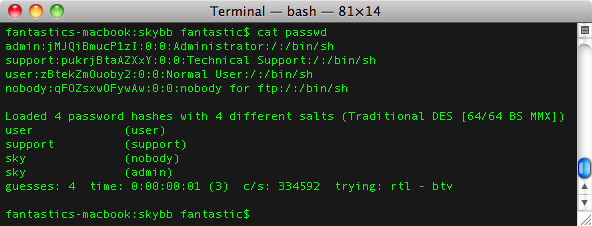 Terminal — bash — 81×14
fantastics-macbook:skybb fantastic$ cat passwd
admin:jMJQiBmucP1zI:0:0:Administrator:/:/bin/sh
support:pukrjBtaAZXxY:0:0:Technical Support:/:/bin/sh
user:zBtekZmOuoby2:0:0:Normal User:/:/bin/sh
nobody:qFOZsxwOFywAw:0:0:nobody for ftp:/:/bin/sh
Loaded 4 password hashes with 4 different salts (Traditional DES [64/64 BS MMX])
user (user)
support (support)
sky (nobody)
sky (admin)
guesses: 4 time: 0:00:00:01 (3) c/s: 334592 trying: rtl - btv
fantastics-macbook:skybb fantastic$